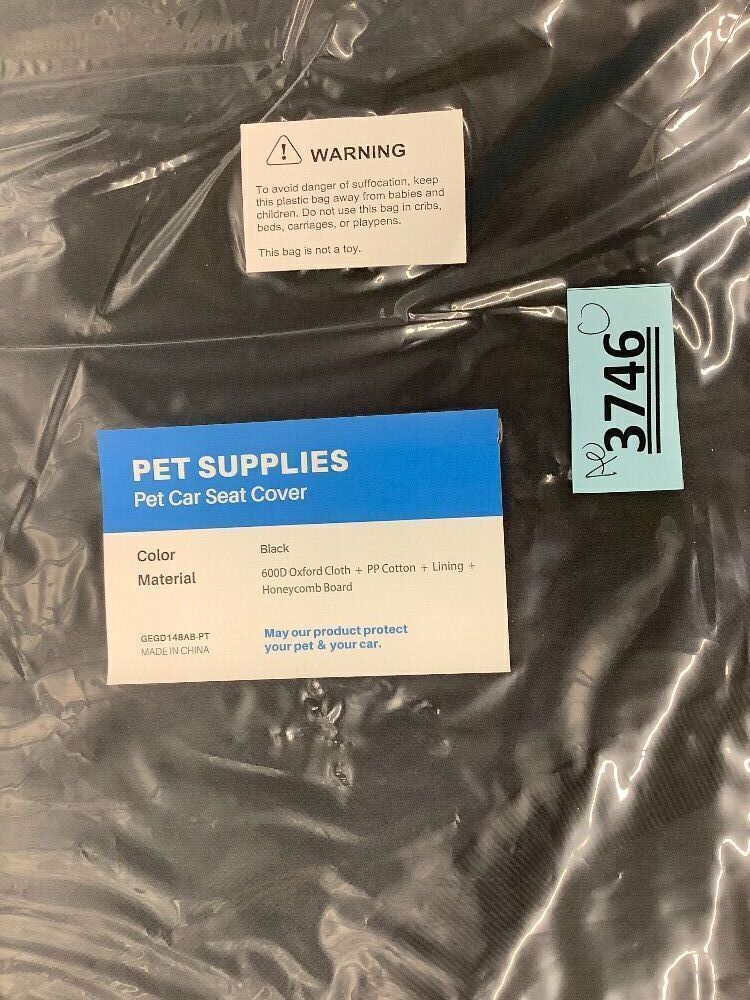 WARNING
To avoid danger of suffocation, keep
this plastic bag away from babies and
children. Do not use this bag in cribs,
beds, carriages, or playpens.
This bag is not a toy.
3746
PET SUPPLIES
Pet Car Seat Cover
Color Black
Material 600D Oxford Cloth + PP Cotton + Lining +
Honeycomb Board
GEGD148AB-PT May our product protect
MADE IN CHINA your pet & your car.